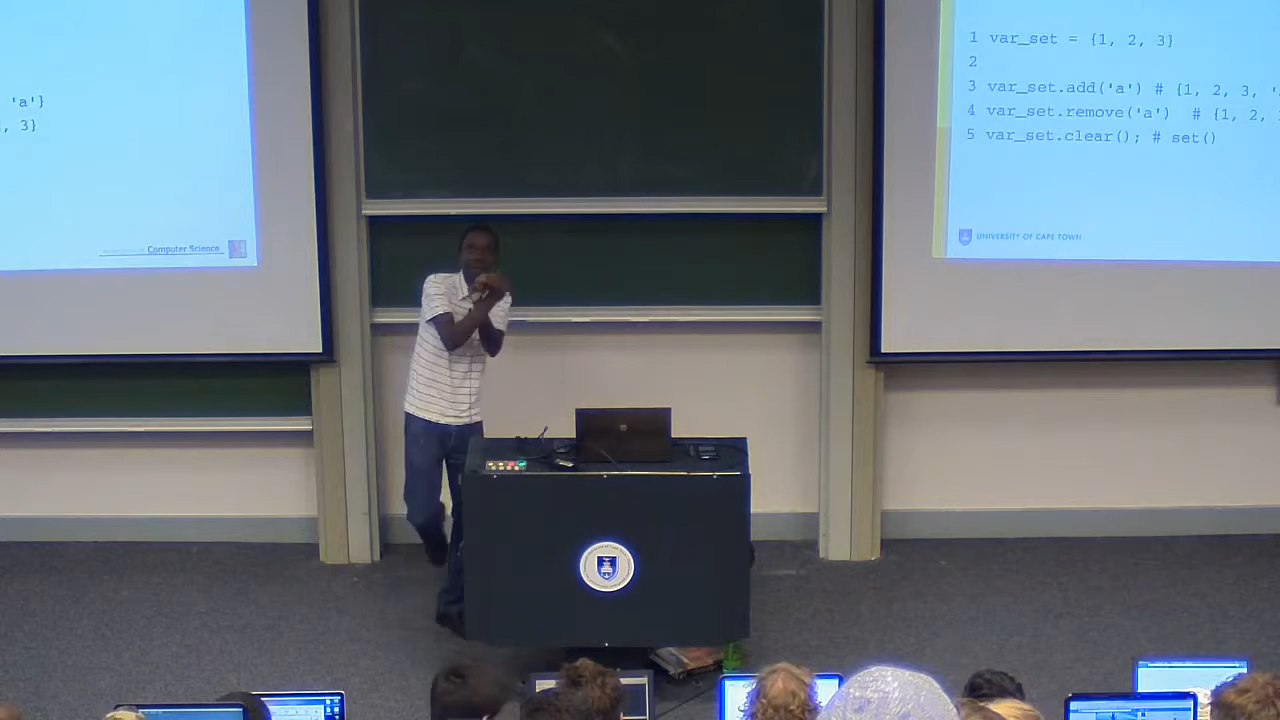 'a'}
, 3}
Computer Science
1 var_set = {1, 2, 3}
2
3 var_set.add('a') # {1, 2, 3, '
4 var_set.remove('a') # {1, 2,
5 var_set.clear(); # set()
UNIVERSITY OF CAPE TOWN